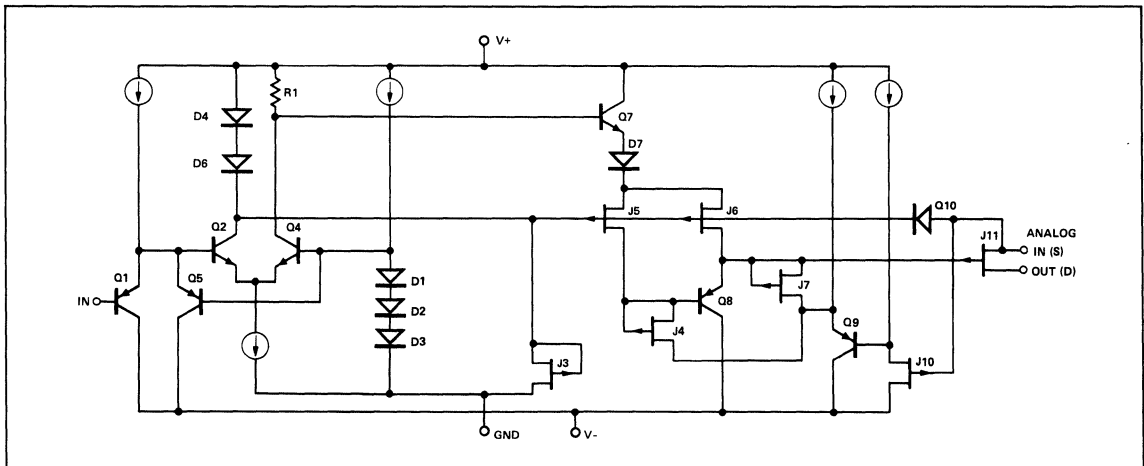 V+
R1
D4
Q7
D7
D6
J5
J6
Q10
Q2
Q4
J11
ANALOG
IN (S)
OUT (D)
Q1
Q5
D1
IN
D2
Q8
J7
D3
J4
Q9
J3
J10
GND
V-